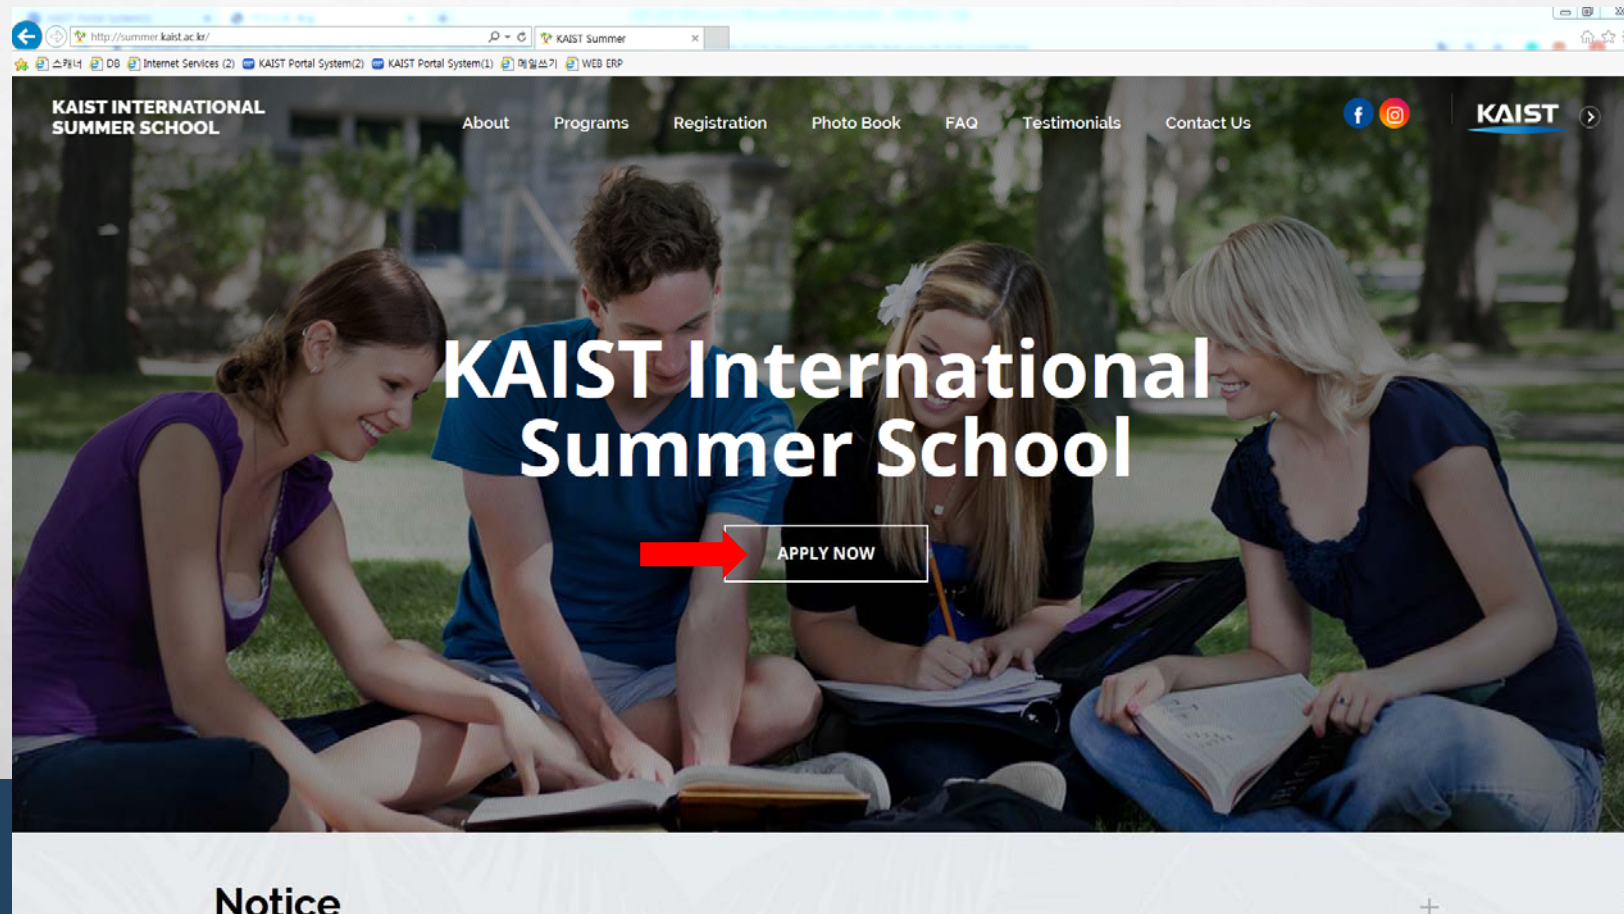 http://summer.kaist.ac.kr/
KAIST Summer
스캐너 DB Internet Services (2) KAIST Portal System(2) KAIST Portal System(1) 메일쓰기 WEB ERP
KAIST INTERNATIONAL
SUMMER SCHOOL
About Programs Registration Photo Book FAQ Testimonials Contact Us
KAIST
KAIST International
Summer School
APPLY NOW
Notice